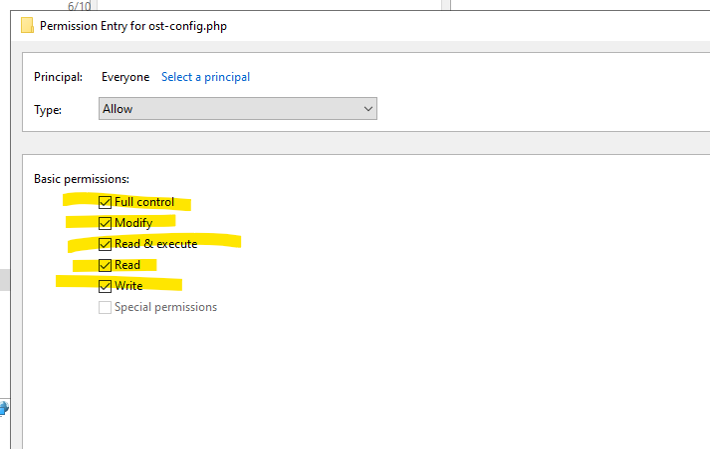 6/10
Permission Entry for ost-config.php
Principal: Everyone Select a principal
Type: Allow
Basic permissions:
Full control
Modify
Read & execute
Read
Write
Special permissions